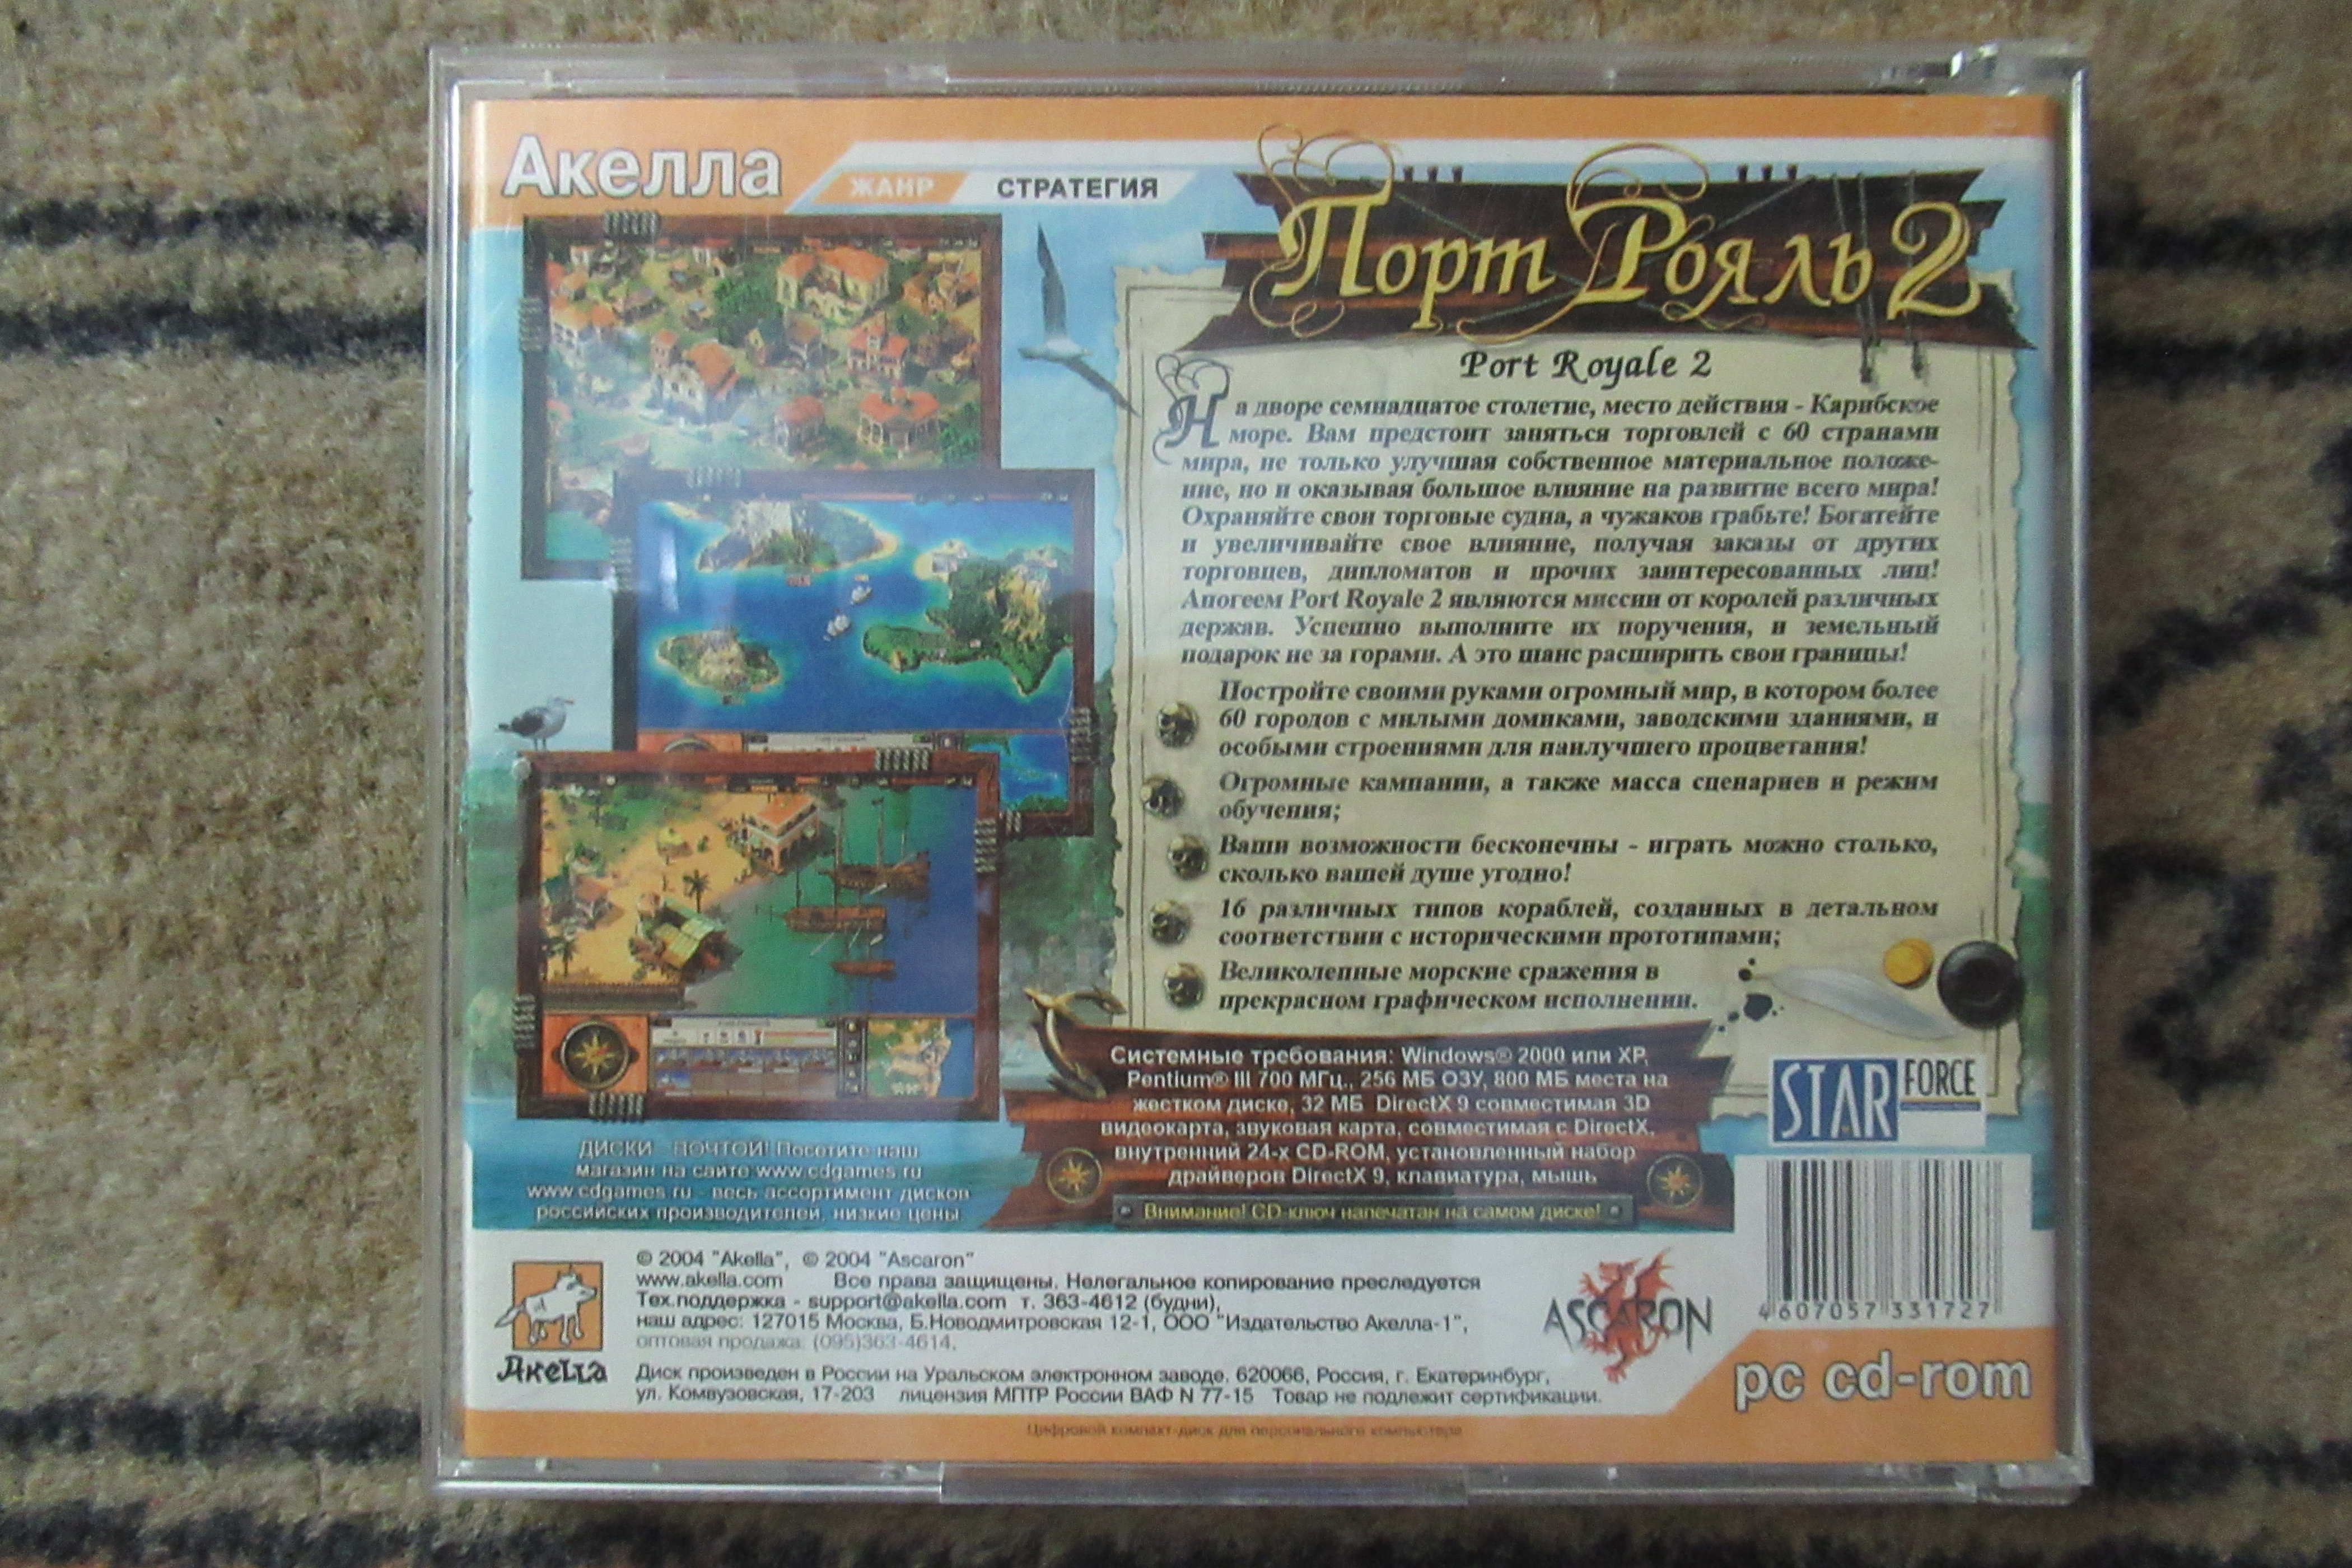 Акелла
ЖАНР СТРАТЕГИЯ
Порт Рояль 2
Port Royale 2
На дворе семнадцатое столетие, место действия - Карибское
море. Вам предстоит заняться торговлей с 60 странами
мира, не только улучшая собственное материальное положе-
ние, но и оказывая большое влияние на развитие всего мира!
Охраняйте свои торговые судна, а чужаков грабьте! Богатейте
и увеличивайте свое влияние, получая заказы от других
торговцев, дипломатов и прочих заинтересованных лиц!
Апогеем Port Royale 2 являются миссии от королей различных
держав. Успешно выполните их поручения, и земельный
подарок не за горами. А это шанс расширить свои границы!
Постройте своими руками огромный мир, в котором более
60 городов с милыми домиками, заводскими зданиями, и
особыми строениями для наилучшего процветания!
Огромные кампании, а также масса сценариев и режим
обучения;
Ваши возможности бесконечны - играть можно столько,
сколько вашей душе угодно!
16 различных типов кораблей, созданных в детальном
соответствии с историческими прототипами;
Великолепные морские сражения в
прекрасном графическом исполнении.
Системные требования: Windows® 2000 или XP,
Pentium® III 700 МГц., 256 МБ ОЗУ, 800 МБ места на
жестком диске, 32 МБ DirectX 9 совместимая 3D
видеокарта, звуковая карта, совместимая с DirectX,
внутренний 24-х CD-ROM, установленный набор
драйверов DirectX 9, клавиатура, мышь
Внимание! CD-ключ напечатан на самом диске!
STAR FORCE
ДИСКИ - ПОЧТОЙ! Посетите наш
магазин на сайте www.cdgames.ru
www.cdgames.ru - весь ассортимент дисков
российских производителей, низкие цены.
© 2004 "Akella", © 2004 "Ascaron"
www.akella.com Все права защищены. Нелегальное копирование преследуется
Тех.поддержка - support@akella.com т. 363-4612 (будни),
наш адрес: 127015 Москва, Б.Новодмитровская 12-1, ООО "Издательство Акелла-1",
оптовая продажа: (095)363-4614,
Диск произведен в России на Уральском электронном заводе. 620066, Россия, г. Екатеринбург,
ул. Комвузовская, 17-203 лицензия МПТР России ВАФ N 77-15 Товар не подлежит сертификации.
Akella
ASCARON
4 607057 331727
pc cd-rom
Цифровой компакт-диск для персонального компьютера